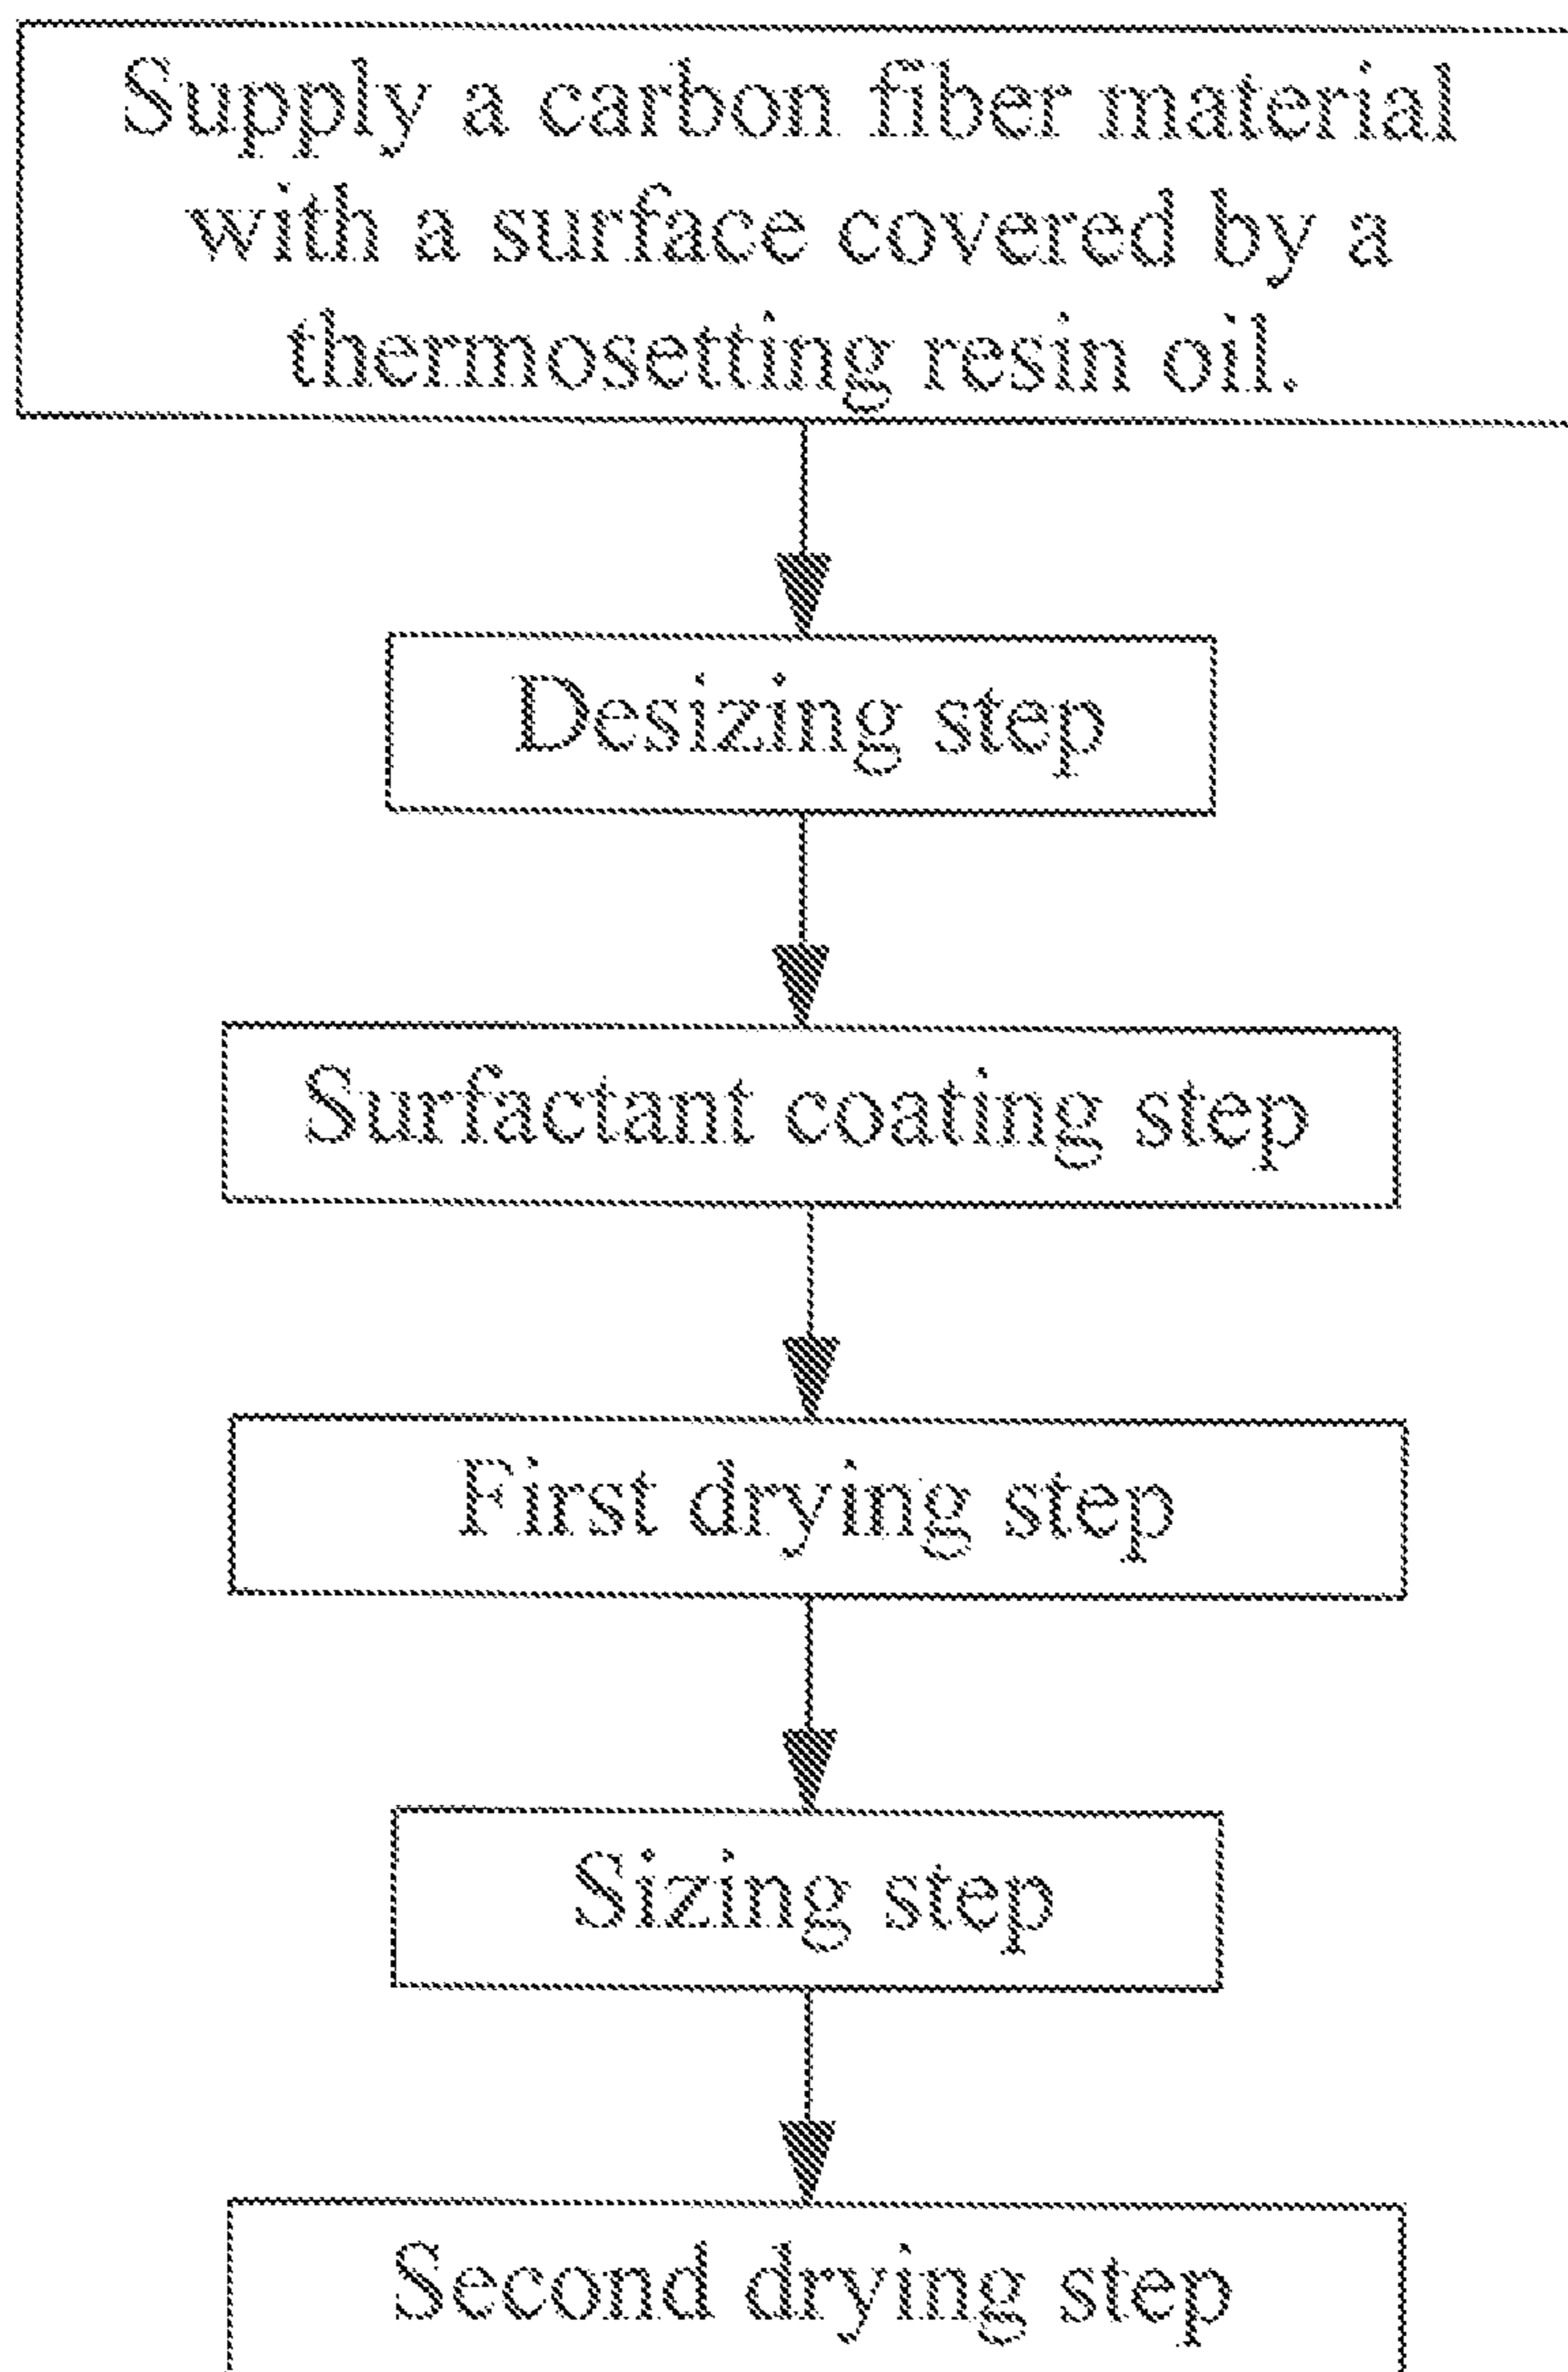 Supply a carbon fiber material
with a surface covered by a
thermosetting resin oil.
Desizing step
Surfactant coating step
First drying step
Sizing step
Second drying step